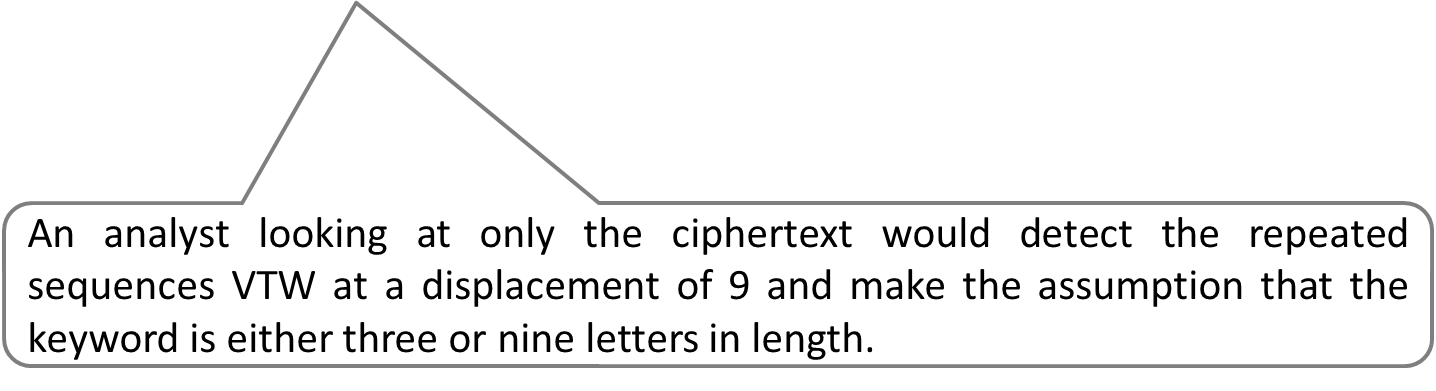 An analyst looking at only the ciphertext would detect the repeated
sequences VTW at a displacement of 9 and make the assumption that the
keyword is either three or nine letters in length.